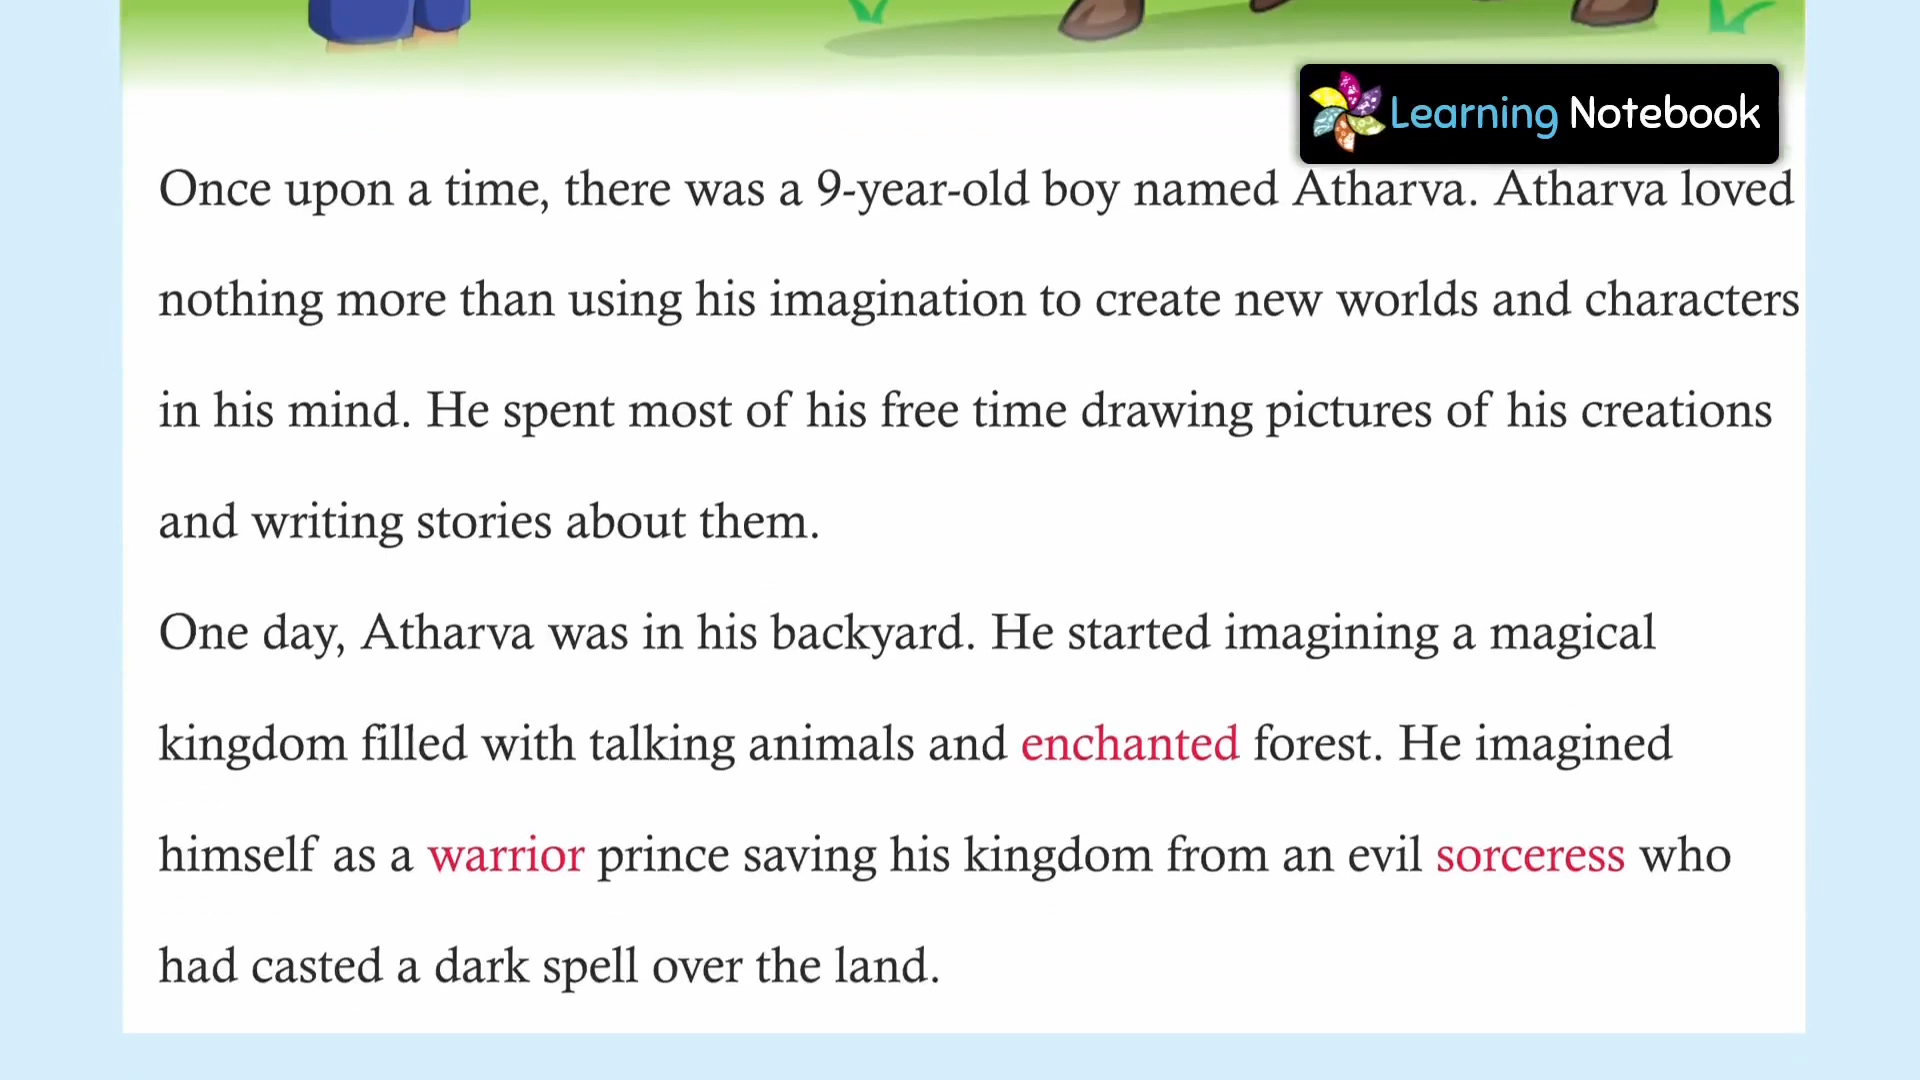 Learning Notebook
Once upon a time, there was a 9-year-old boy named Atharva. Atharva loved
nothing more than using his imagination to create new worlds and characters
in his mind. He spent most of his free time drawing pictures of his creations
and writing stories about them.
One day, Atharva was in his backyard. He started imagining a magical
kingdom filled with talking animals and enchanted forest. He imagined
himself as a warrior prince saving his kingdom from an evil sorceress who
had casted a dark spell over the land.